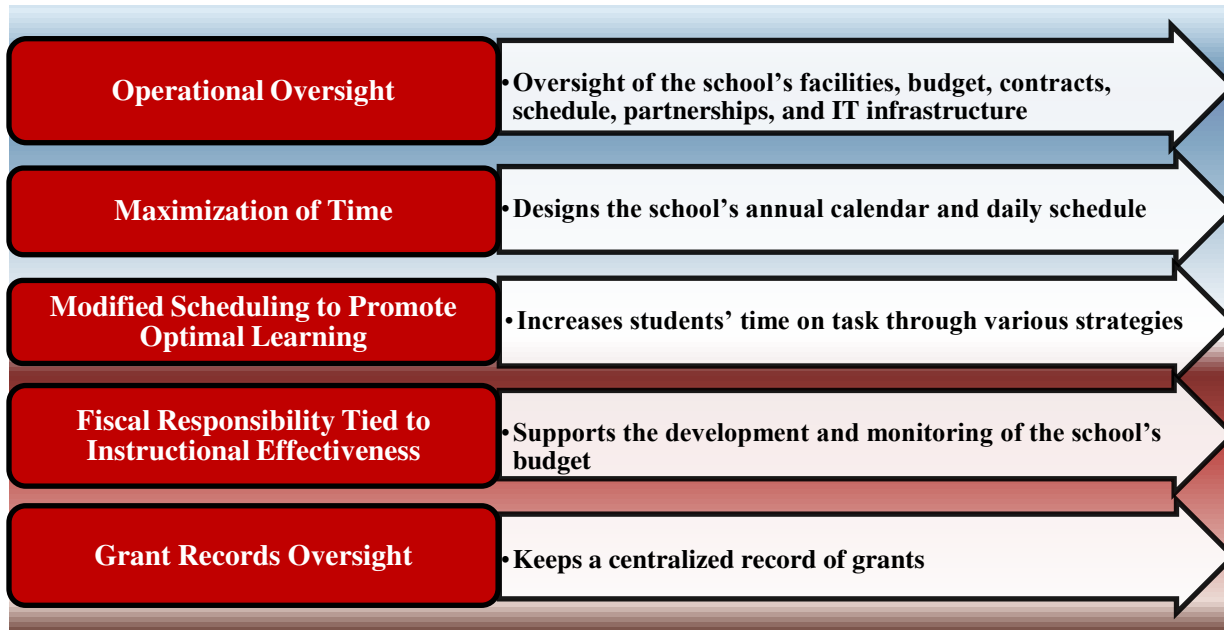 Operational Oversight
•Oversight of the school’s facilities, budget, contracts,
schedule, partnerships, and IT infrastructure
Maximization of Time
•Designs the school’s annual calendar and daily schedule
Modified Scheduling to Promote
Optimal Learning
•Increases students’ time on task through various strategies
Fiscal Responsibility Tied to
Instructional Effectiveness
•Supports the development and monitoring of the school’s
budget
Grant Records Oversight
•Keeps a centralized record of grants